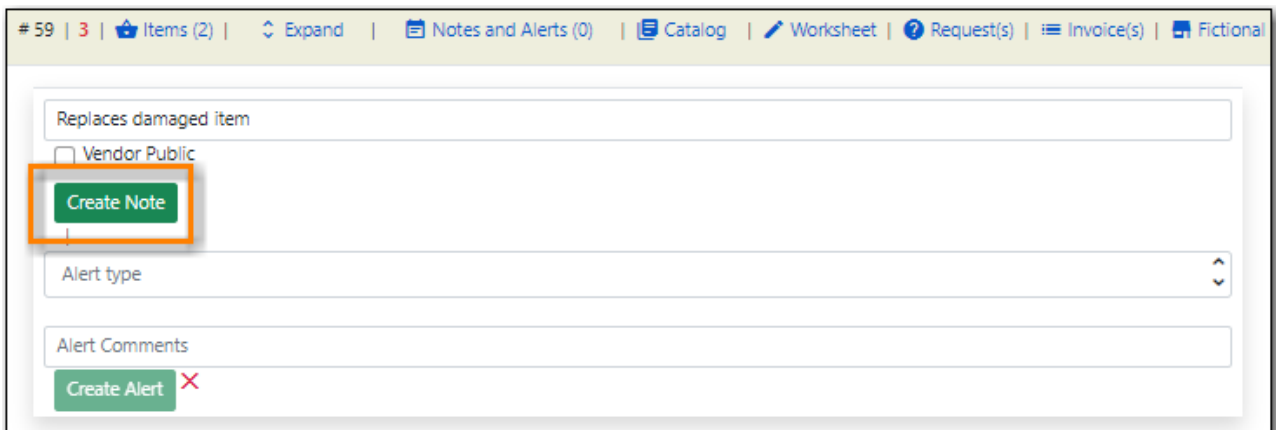 # 59 | 3 | Items (2) | Expand | Notes and Alerts (0) | Catalog | Worksheet | Request(s) | Invoice(s) | Fictional
Replaces damaged item
Vendor Public
Create Note
|
Alert type
Alert Comments
Create Alert